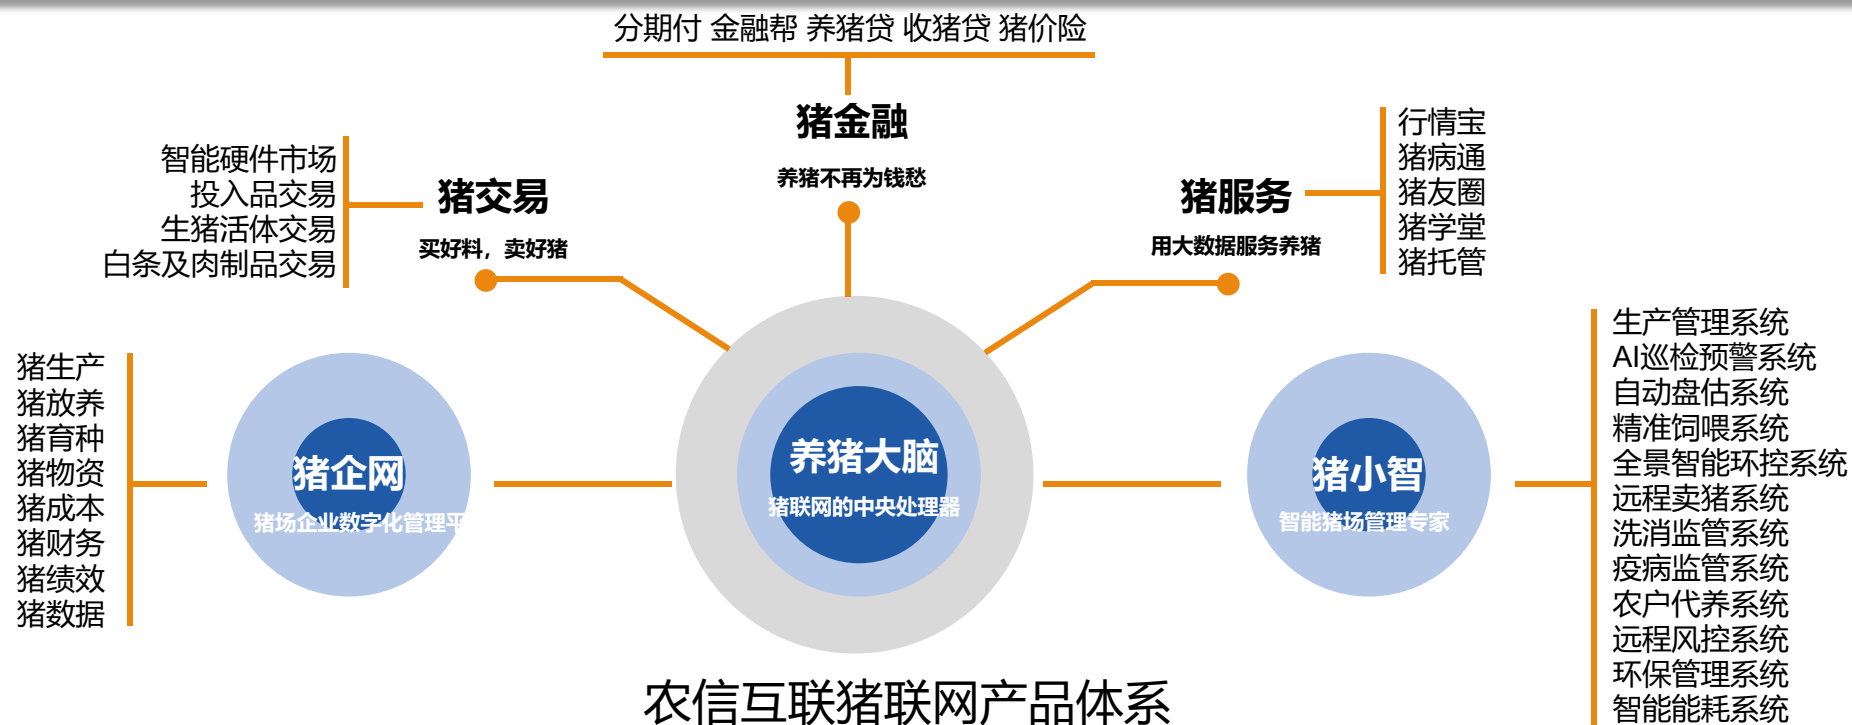 分期付 金融帮 养猪贷 收猪贷 猪价险
猪金融
养猪不再为钱愁
智能硬件市场
投入品交易
生猪活体交易
白条及肉制品交易
猪交易
买好料，卖好猪
猪服务
用大数据服务养猪
行情宝
猪病通
猪友圈
猪学堂
猪托管
猪生产
猪放养
猪育种
猪物资
猪成本
猪财务
猪绩效
猪数据
猪企网
猪场企业数字化管理平
养猪大脑
猪联网的中央处理器
猪小智
智能猪场管理专家
生产管理系统
AI巡检预警系统
自动盘估系统
精准饲喂系统
全景智能环控系统
远程卖猪系统
洗消监管系统
疫病监管系统
农户代养系统
远程风控系统
环保管理系统
智能能耗系统
农信互联猪联网产品体系